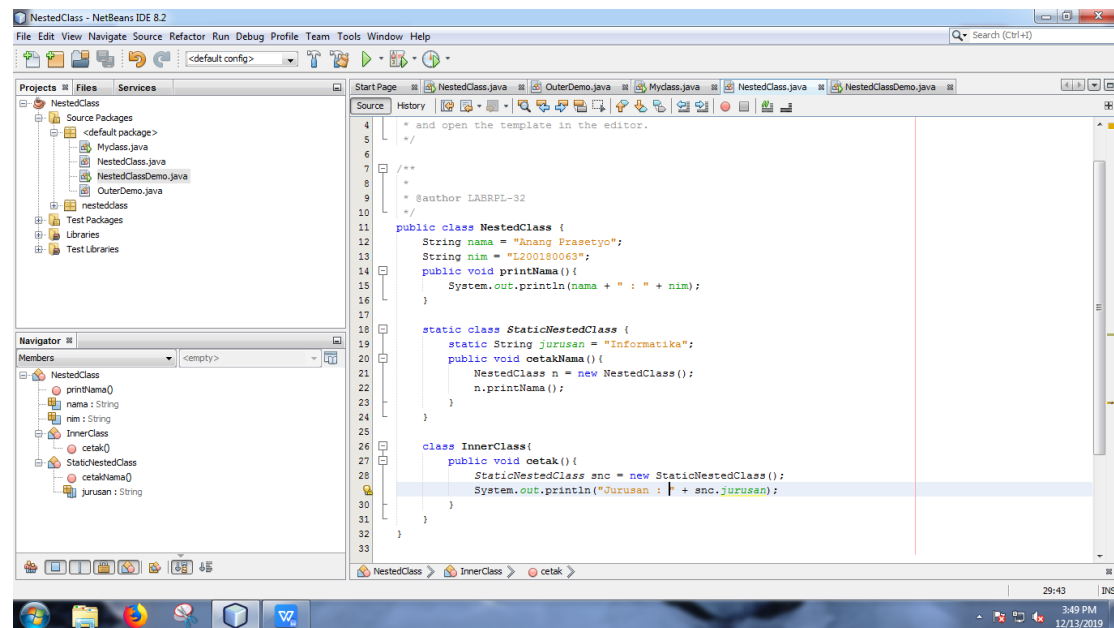 NestedClass - NetBeans IDE 8.2
File Edit View Navigate Source Refactor Run Debug Profile Team Tools Window Help
Search (Ctrl+I)
<default config>
Projects Files Services
NestedClass
Source Packages
<default package>
Myclass.java
NestedClass.java
NestedClassDemo.java
OuterDemo.java
nestedclass
Test Packages
Libraries
Test Libraries
Navigator
Members <empty>
NestedClass
printNama()
nama : String
nim : String
InnerClass
cetak()
StaticNestedClass
cetakNama()
jurusan : String
Start Page NestedClass.java OuterDemo.java Myclass.java NestedClass.java NestedClassDemo.java
Source History
4 * and open the template in the editor.
5 */
6
7 /**
8 *
9 * @author LABRPL-32
10 */
11 public class NestedClass {
12 String nama = "Anang Prasetyo";
13 String nim = "L200180063";
14 public void printNama(){
15 System.out.println(nama + " : " + nim);
16 }
17
18 static class StaticNestedClass {
19 static String jurusan = "Informatika";
20 public void cetakNama(){
21 NestedClass n = new NestedClass();
22 n.printNama();
23 }
24 }
25
26 class InnerClass{
27 public void cetak(){
28 StaticNestedClass snc = new StaticNestedClass();
System.out.println("Jurusan : " + snc.jurusan);
30 }
31 }
32 }
33
NestedClass InnerClass cetak
29:43 INS
3:49 PM
12/13/2019